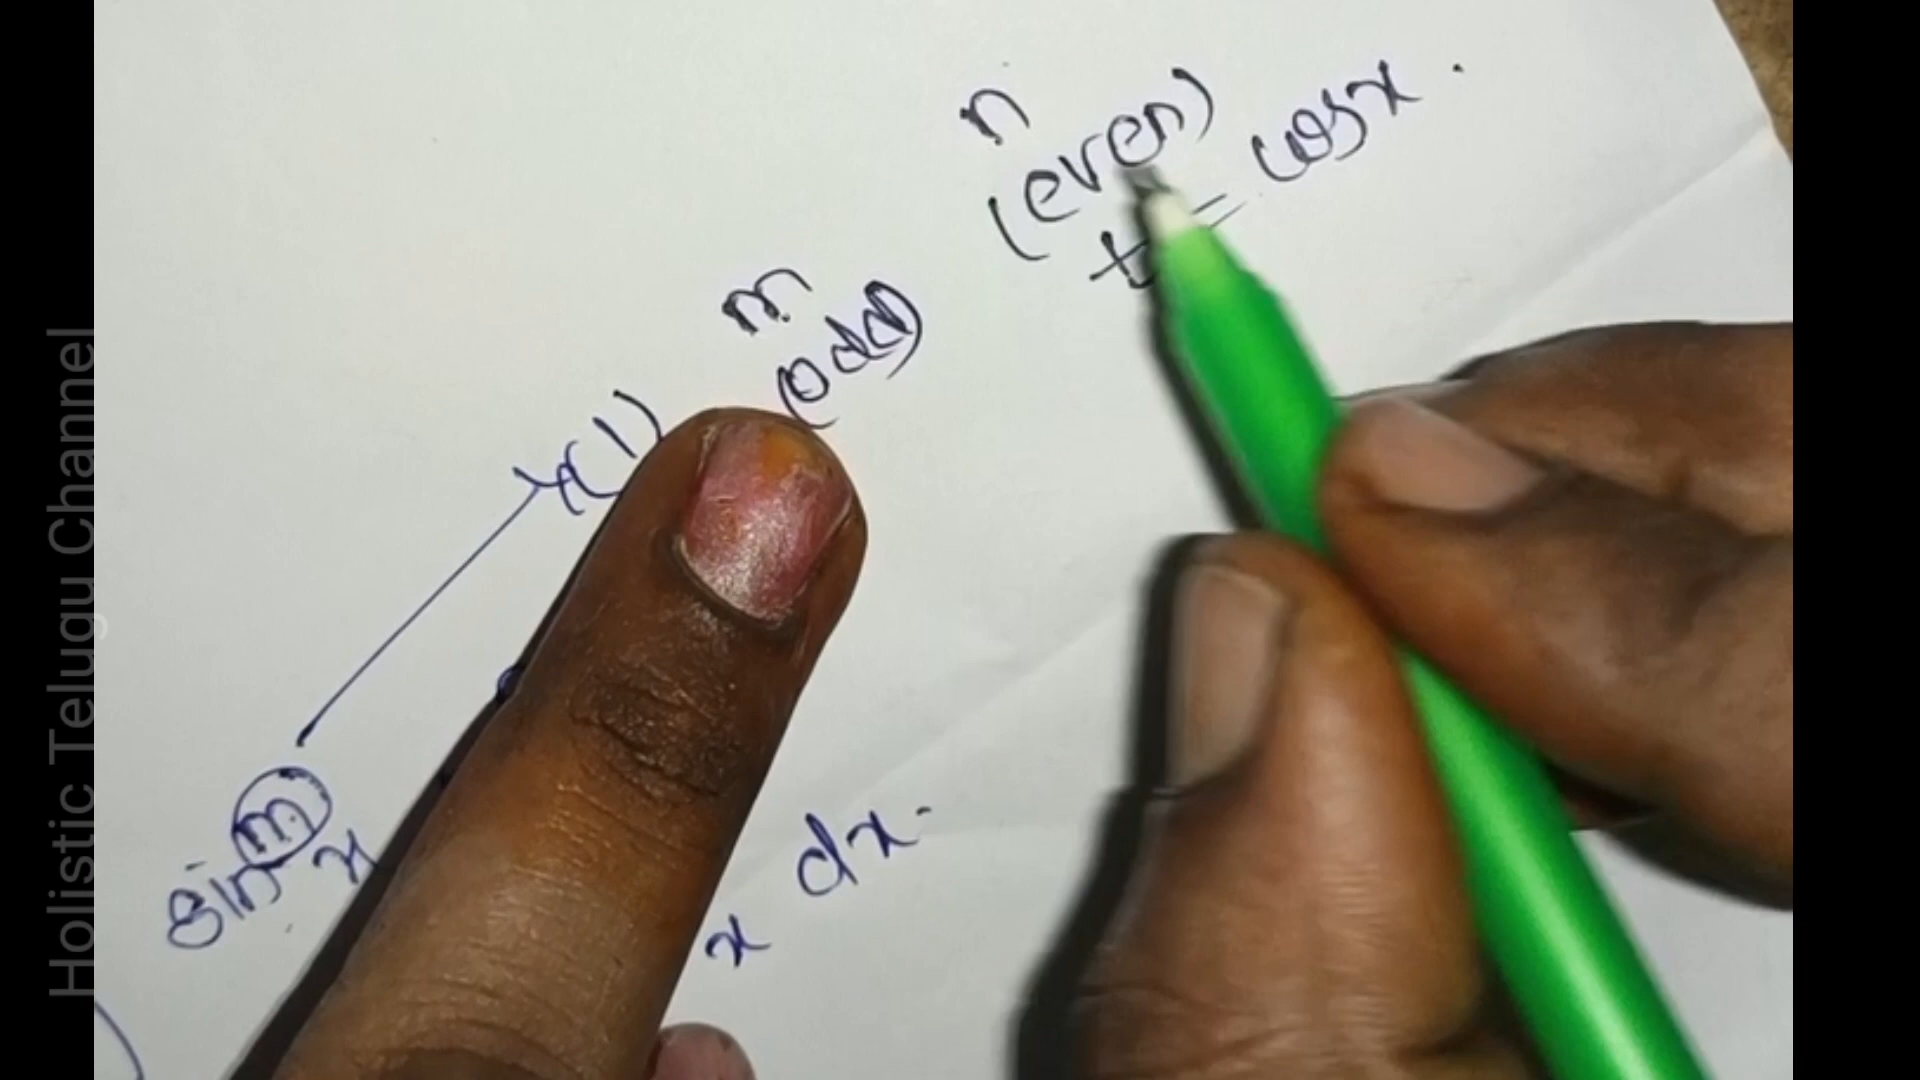 n
(even)
t = cosx.
m
(odd)
x(1)
sin^m x x dx.
Holistic Telugu Channel